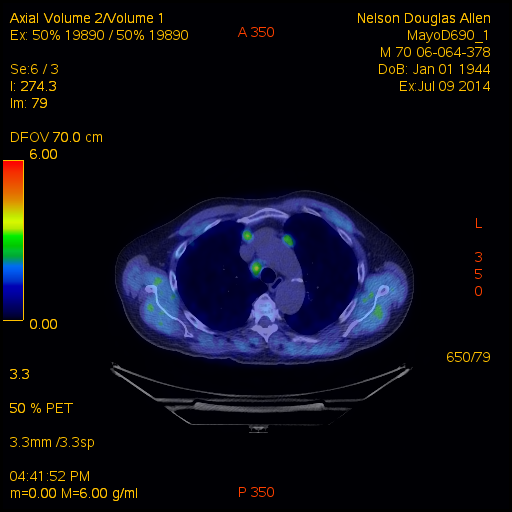 Axial Volume 2/Volume 1
Ex: 50% 19890 / 50% 19890
Se:6 / 3
I: 274.3
Im: 79
DFOV 70.0 cm
6.00
0.00
3.3
50 % PET
3.3mm /3.3sp
04:41:52 PM
m=0.00 M=6.00 g/ml
A 350
P 350
Nelson Douglas Allen
MayoD690_1
M 70 06-064-378
DoB: Jan 01 1944
Ex:Jul 09 2014
L
3
5
0
650/79